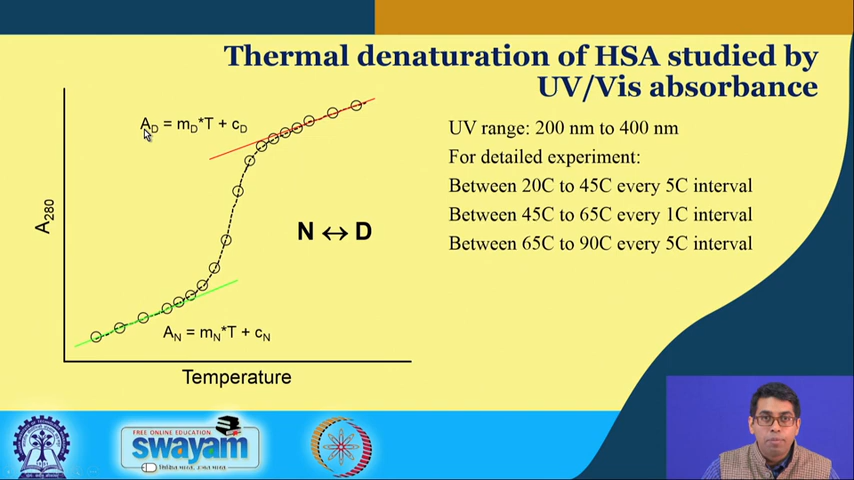 Thermal denaturation of HSA studied by
UV/Vis absorbance
A_D = m_D*T + c_D
A_280
N ↔ D
A_N = m_N*T + c_N
Temperature
UV range: 200 nm to 400 nm
For detailed experiment:
Between 20C to 45C every 5C interval
Between 45C to 65C every 1C interval
Between 65C to 90C every 5C interval
FREE ONLINE EDUCATION
swayam